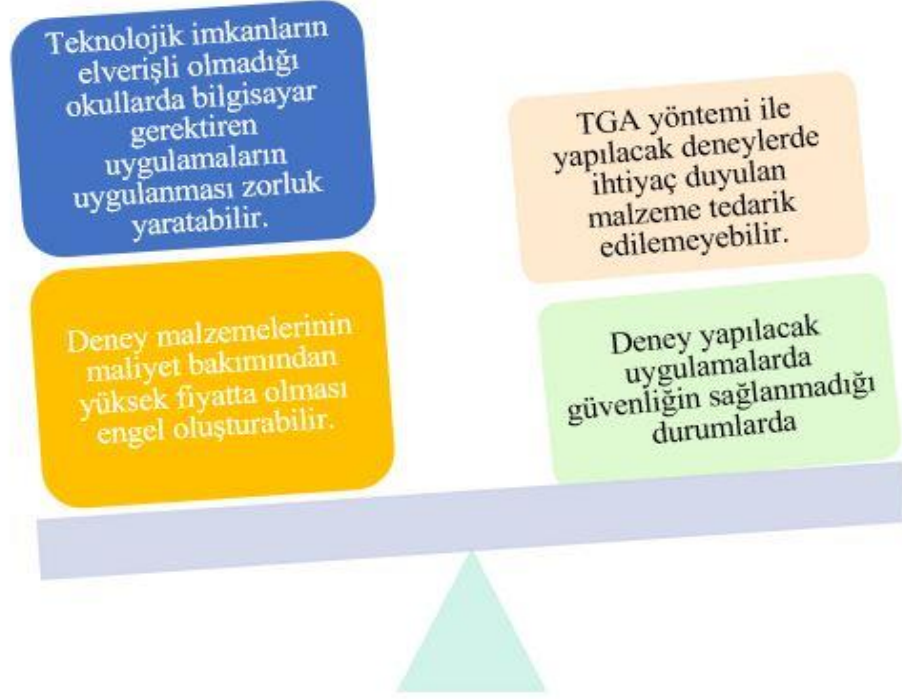 Teknolojik imkanların
elverişli olmadığı
okullarda bilgisayar
gerektiren
uygulamaların
uygulanması zorluk
yaratabilir.
Deney malzemelerinin
maliyet bakımından
yüksek fiyatta olması
engel oluşturabilir.
TGA yöntemi ile
yapılacak deneylerde
ihtiyaç duyulan
malzeme tedarik
edilemeyebilir.
Deney yapılacak
uygulamalarda
güvenliğin sağlanmadığı
durumlarda